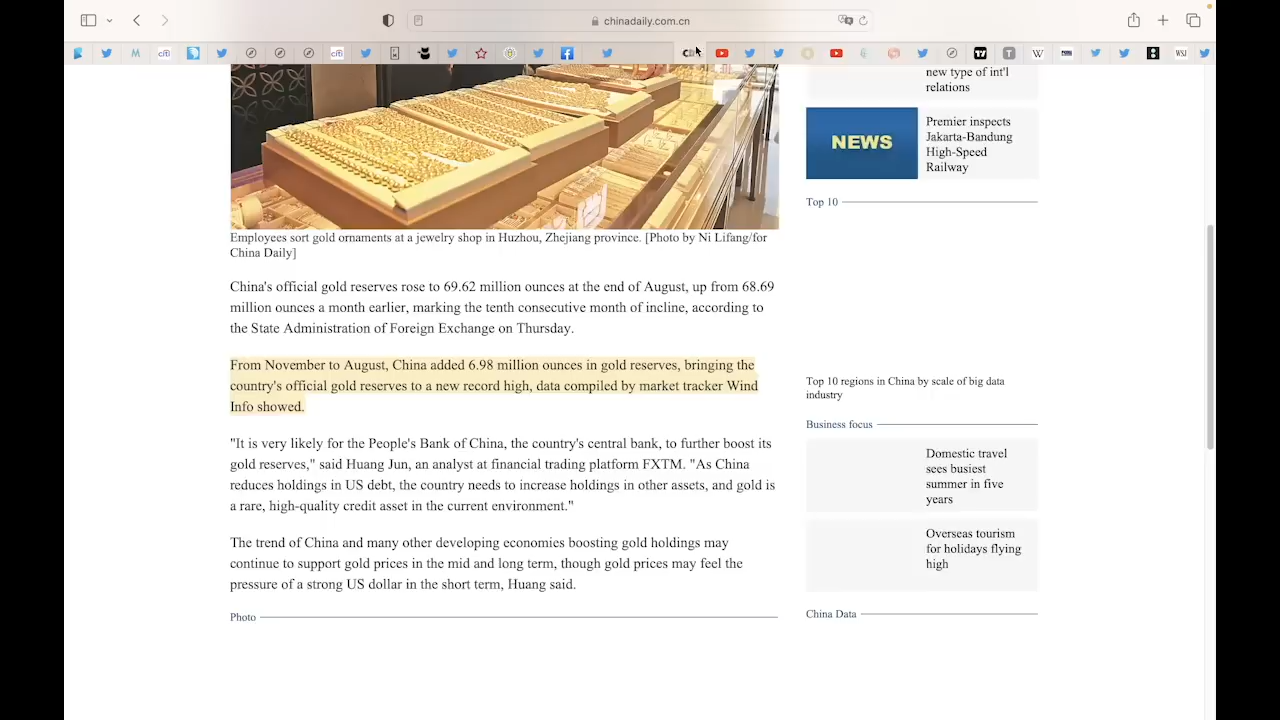 chinadaily.com.cn
new type of int'l
relations
NEWS
Premier inspects
Jakarta-Bandung
High-Speed
Railway
Top 10
Employees sort gold ornaments at a jewelry shop in Huzhou, Zhejiang province. [Photo by Ni Lifang/for
China Daily]
China's official gold reserves rose to 69.62 million ounces at the end of August, up from 68.69
million ounces a month earlier, marking the tenth consecutive month of incline, according to
the State Administration of Foreign Exchange on Thursday.
From November to August, China added 6.98 million ounces in gold reserves, bringing the
country's official gold reserves to a new record high, data compiled by market tracker Wind
Info showed.
"It is very likely for the People's Bank of China, the country's central bank, to further boost its
gold reserves," said Huang Jun, an analyst at financial trading platform FXTM. "As China
reduces holdings in US debt, the country needs to increase holdings in other assets, and gold is
a rare, high-quality credit asset in the current environment."
The trend of China and many other developing economies boosting gold holdings may
continue to support gold prices in the mid and long term, though gold prices may feel the
pressure of a strong US dollar in the short term, Huang said.
Photo
Top 10 regions in China by scale of big data
industry
Business focus
Domestic travel
sees busiest
summer in five
years
Overseas tourism
for holidays flying
high
China Data